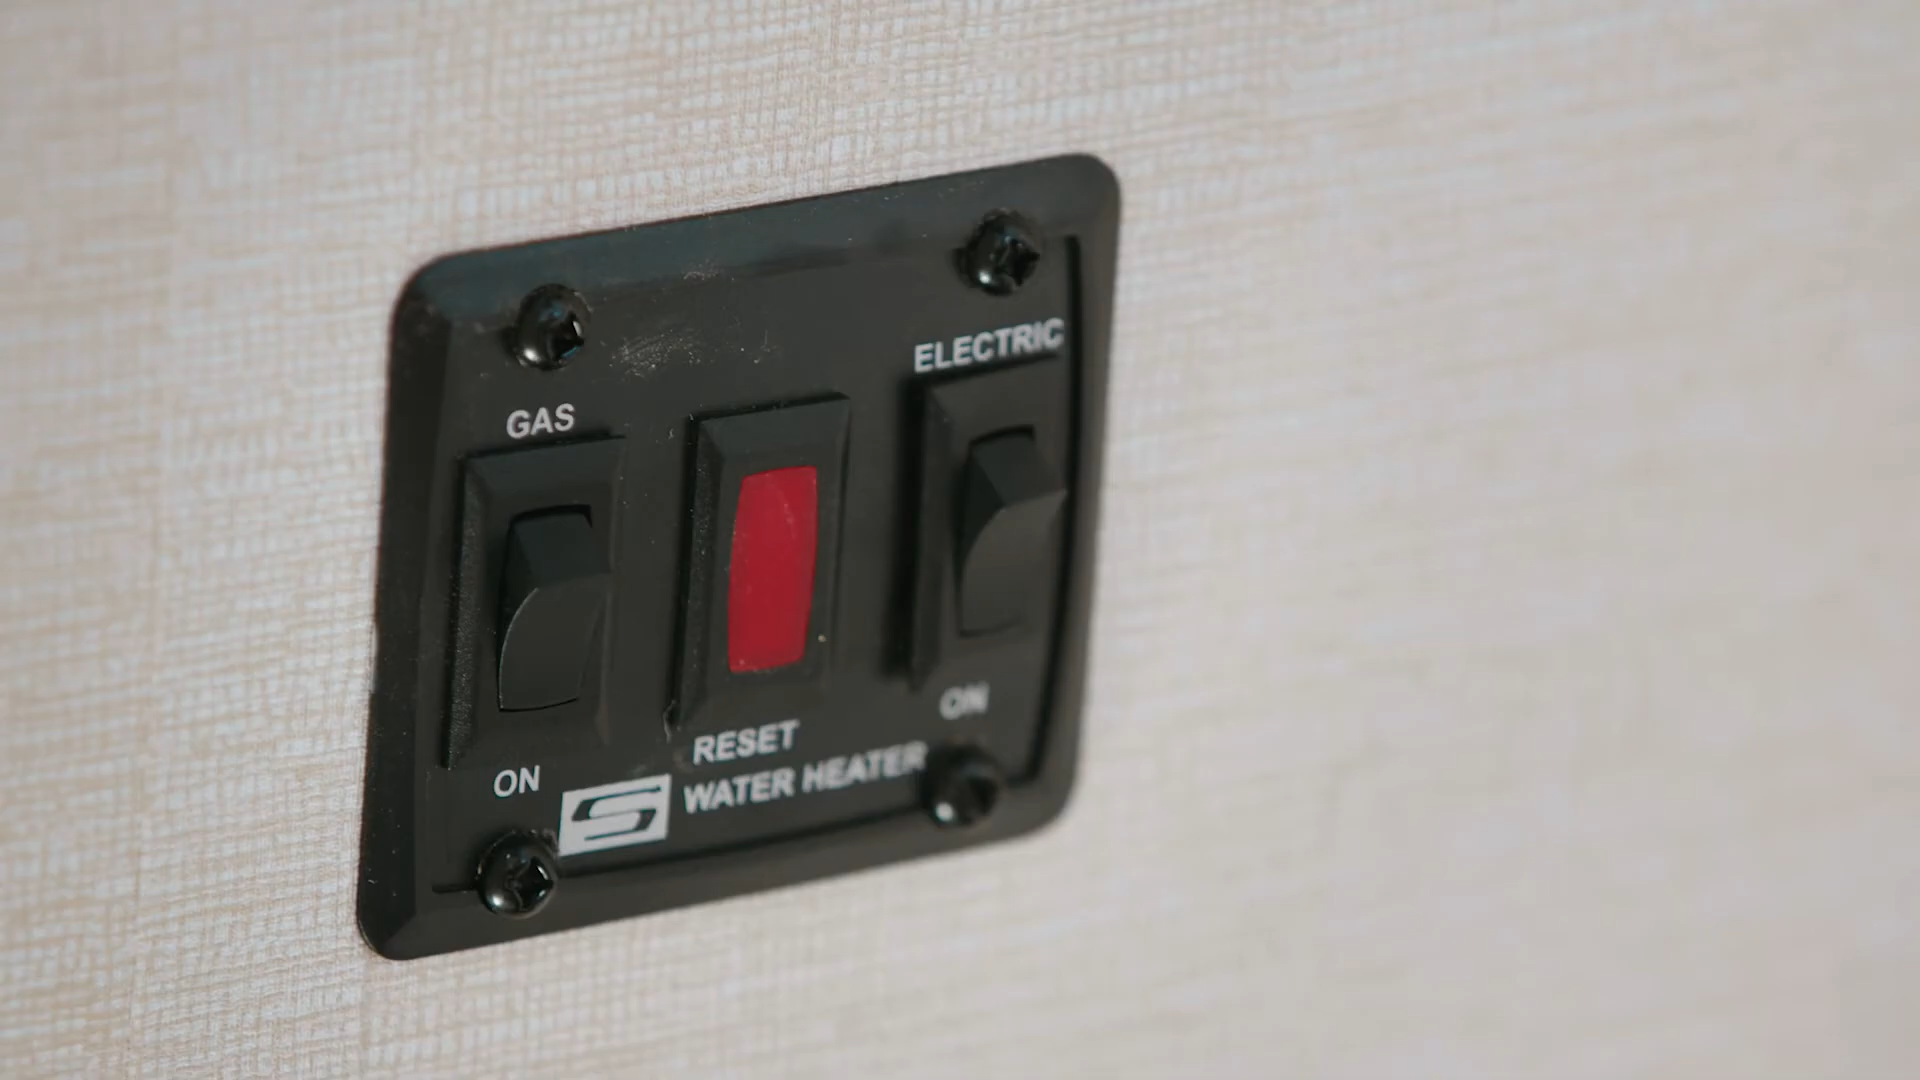 GAS
ELECTRIC
ON
ON
RESET
WATER HEATER